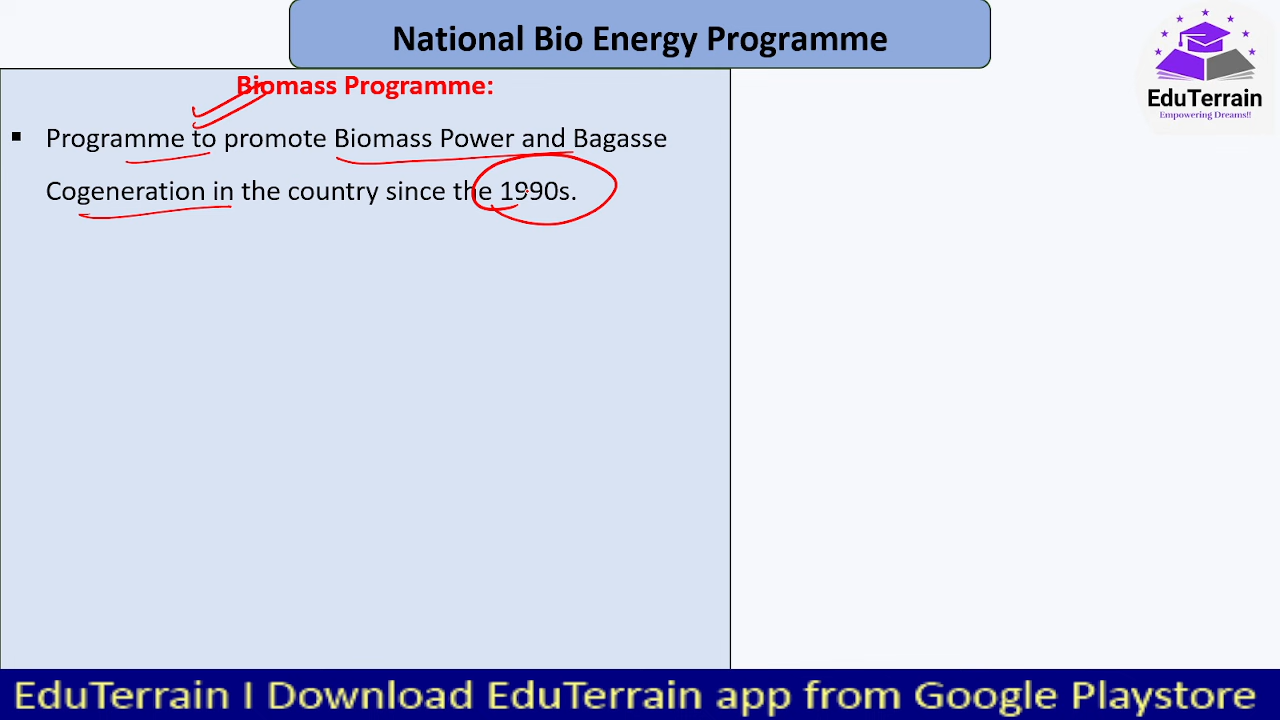 National Bio Energy Programme
EduTerrain
Empowering Dreams!!
Biomass Programme:
▪ Programme to promote Biomass Power and Bagasse
Cogeneration in the country since the 1990s.
EduTerrain I Download EduTerrain app from Google Playstore